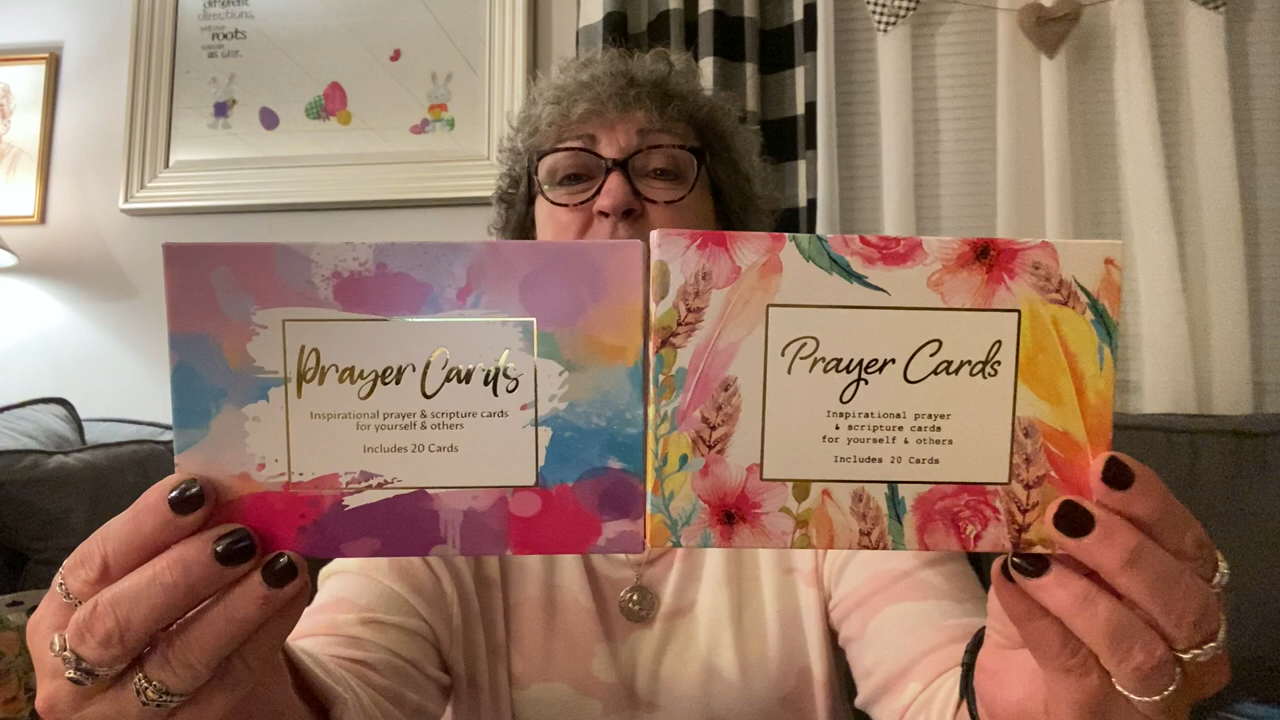 different
directions,
roots
as one.
Prayer Cards
Inspirational prayer & scripture cards
for yourself & others
Includes 20 Cards
Prayer Cards
Inspirational prayer
& scripture cards
for yourself & others
Includes 20 Cards